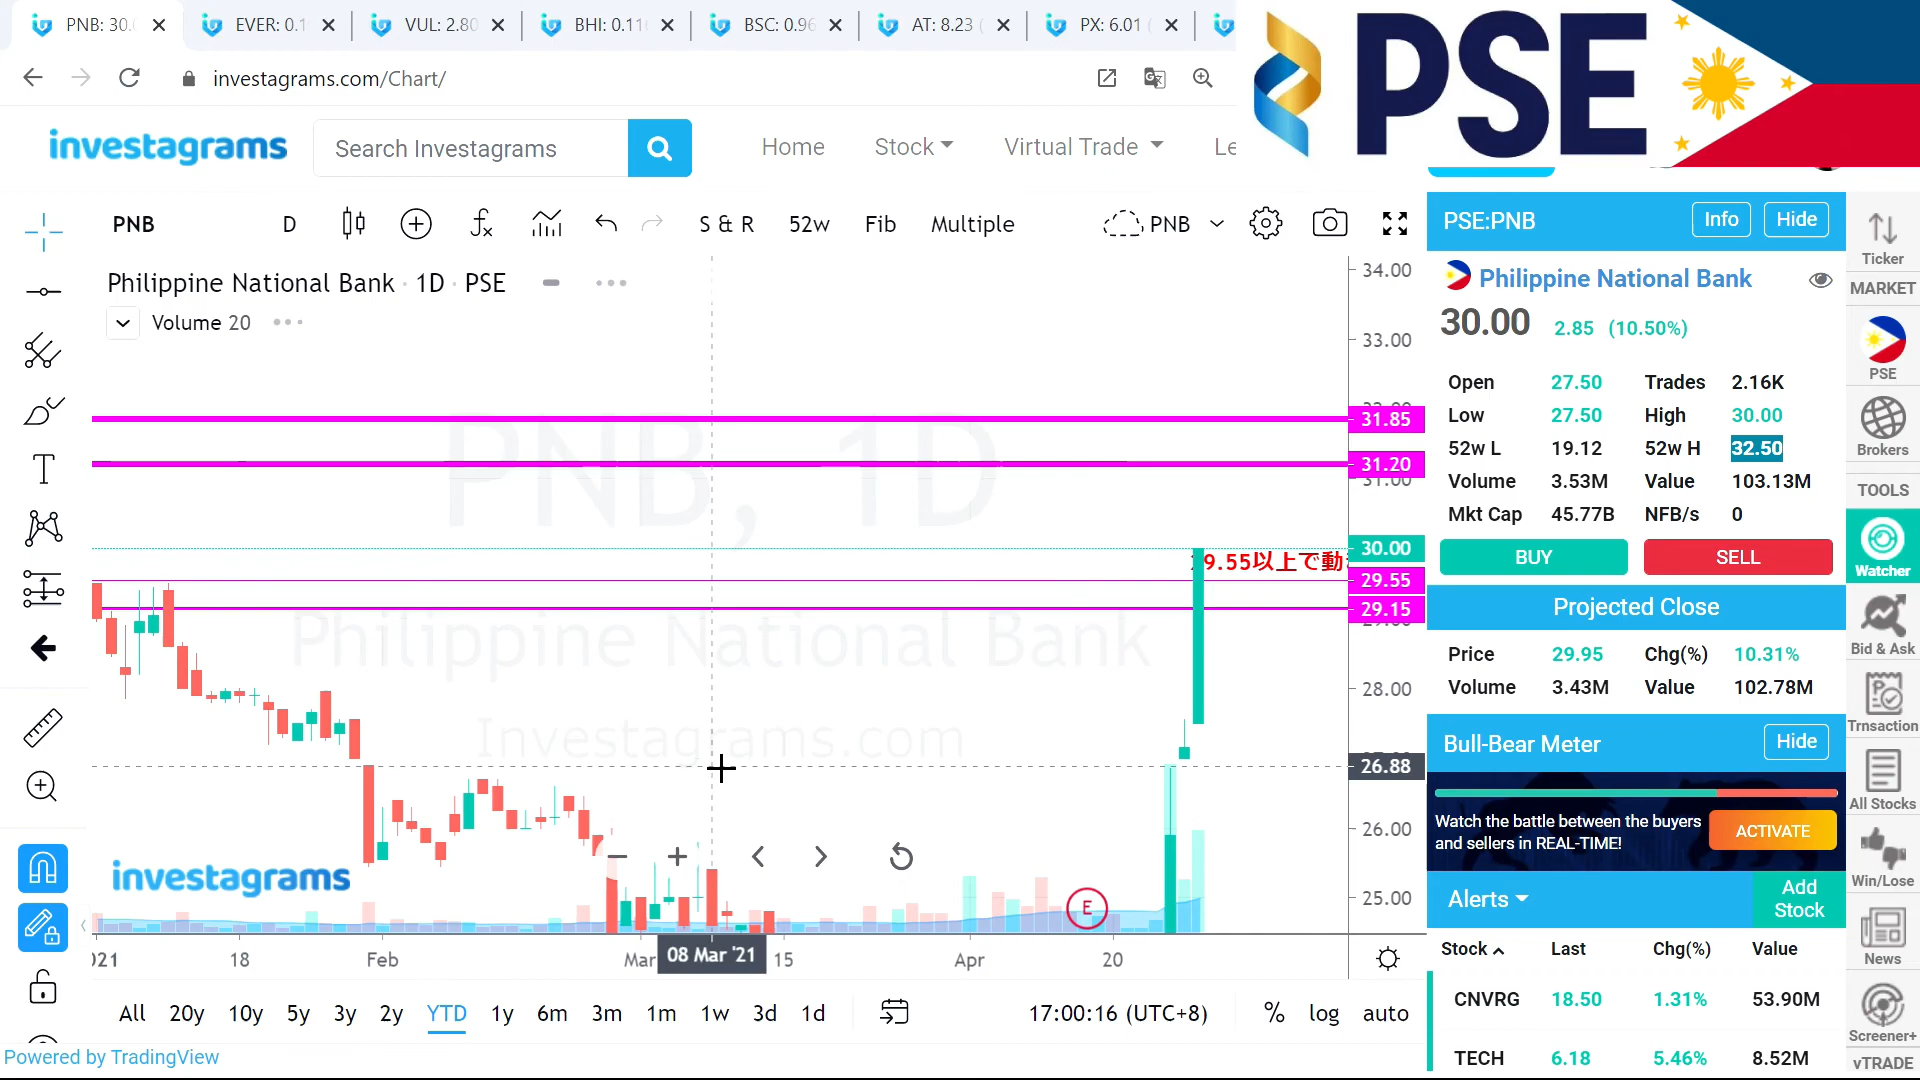 PNB: 30.
EVER: 0.1
VUL: 2.80
BHI: 0.11
BSC: 0.96
AT: 8.23 (
PX: 6.01 (
investagrams.com/Chart/
PSE
investagrams
Search Investagrams
Home
Stock
Virtual Trade
Le
PNB
D
S & R
52w
Fib
Multiple
PNB
Philippine National Bank · 1D · PSE
Volume 20
PNB, 1D
Philippine National Bank
Investagrams.com
29.55以上で動
34.00
33.00
31.85
31.20
31.00
30.00
29.55
29.15
28.00
26.88
26.00
25.00
investagrams
E
18
Feb
Mar
08 Mar '21
15
Apr
20
All
20y
10y
5y
3y
2y
YTD
1y
6m
3m
1m
1w
3d
1d
17:00:16 (UTC+8)
%
log
auto
Powered by TradingView
PSE:PNB
Info
Hide
Philippine National Bank
30.00 2.85 (10.50%)
Open 27.50 Trades 2.16K
Low 27.50 High 30.00
52w L 19.12 52w H 32.50
Volume 3.53M Value 103.13M
Mkt Cap 45.77B NFB/s 0
BUY
SELL
Projected Close
Price 29.95 Chg(%) 10.31%
Volume 3.43M Value 102.78M
Bull-Bear Meter
Hide
Watch the battle between the buyers
and sellers in REAL-TIME!
ACTIVATE
Alerts
Add
Stock
Stock Last Chg(%) Value
CNVRG 18.50 1.31% 53.90M
TECH 6.18 5.46% 8.52M
Ticker
MARKET
PSE
Brokers
TOOLS
Watcher
Bid & Ask
Trnsaction
All Stocks
Win/Lose
News
Screener+
vTRADE